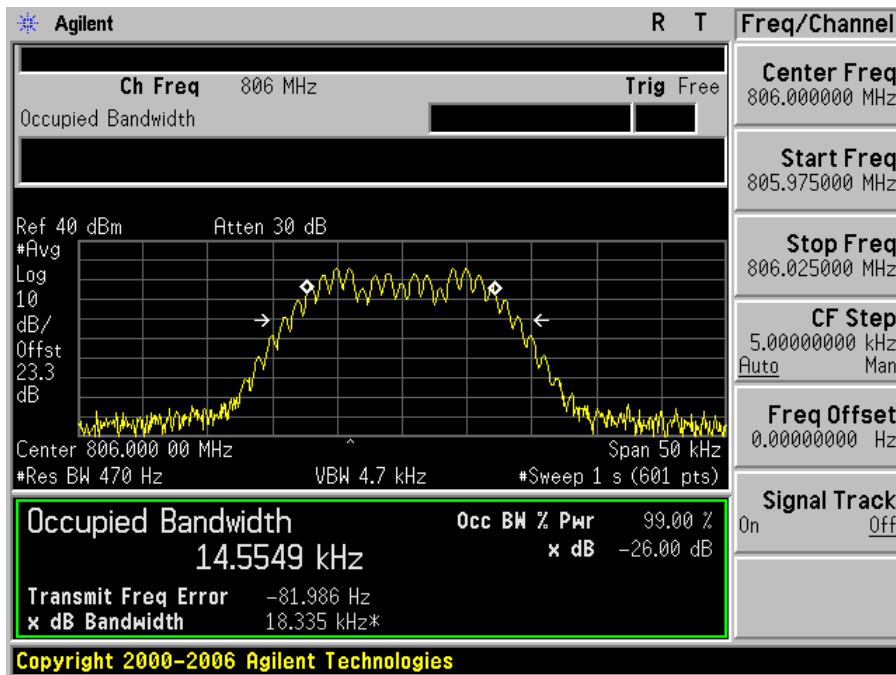 Agilent R T Freq/Channel
Ch Freq 806 MHz Trig Free
Occupied Bandwidth
Center Freq
806.000000 MHz
Start Freq
805.975000 MHz
Stop Freq
806.025000 MHz
CF Step
5.00000000 kHz
Auto Man
Freq Offset
0.00000000 Hz
Signal Track
On Off
Ref 40 dBm Atten 30 dB
#Avg
Log
10
dB/
Offst
23.3
dB
Center 806.000 00 MHz Span 50 kHz
#Res BW 470 Hz VBW 4.7 kHz #Sweep 1 s (601 pts)
Occupied Bandwidth Occ BW % Pwr 99.00 %
14.5549 kHz x dB -26.00 dB
Transmit Freq Error -81.986 Hz
x dB Bandwidth 18.335 kHz*
Copyright 2000-2006 Agilent Technologies